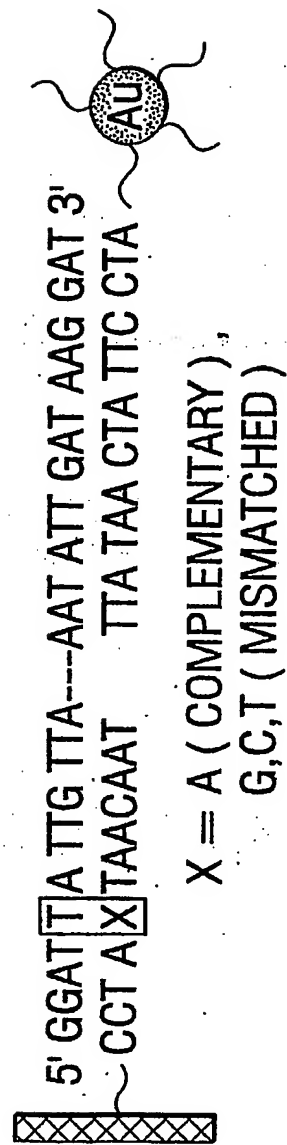 5' GGATT A TTG TTA----AAT ATT GAT AAG GAT 3'
CCT A X TAACAAT TTA TAA CTA TTC CTA
Au
X = A ( COMPLEMENTARY ) ,
G,C,T ( MISMATCHED )